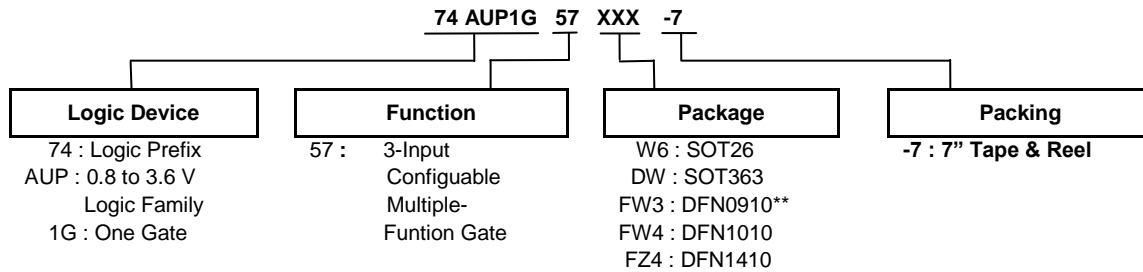 74 AUP1G 57 XXX -7
Logic Device
74 : Logic Prefix
AUP : 0.8 to 3.6 V
Logic Family
1G : One Gate
Function
57 : 3-Input
Configuable
Multiple-
Funtion Gate
Package
W6 : SOT26
DW : SOT363
FW3 : DFN0910**
FW4 : DFN1010
FZ4 : DFN1410
Packing
-7 : 7” Tape & Reel